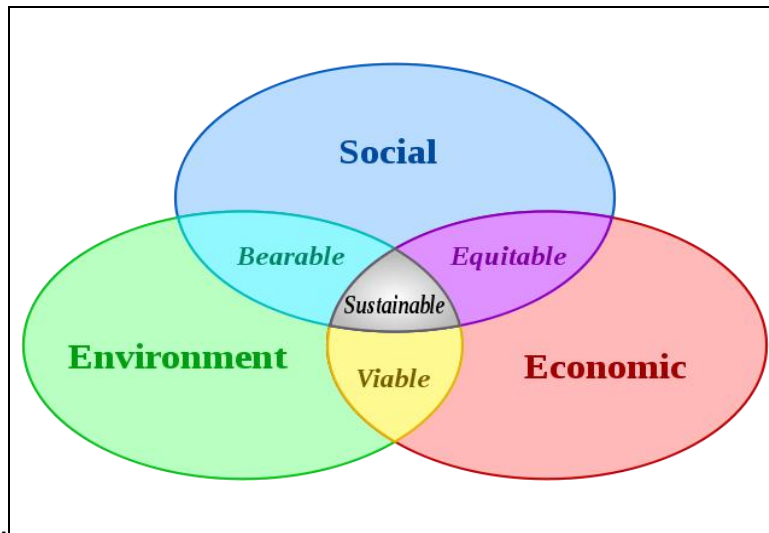 Social
Bearable
Equitable
Sustainable
Environment
Viable
Economic